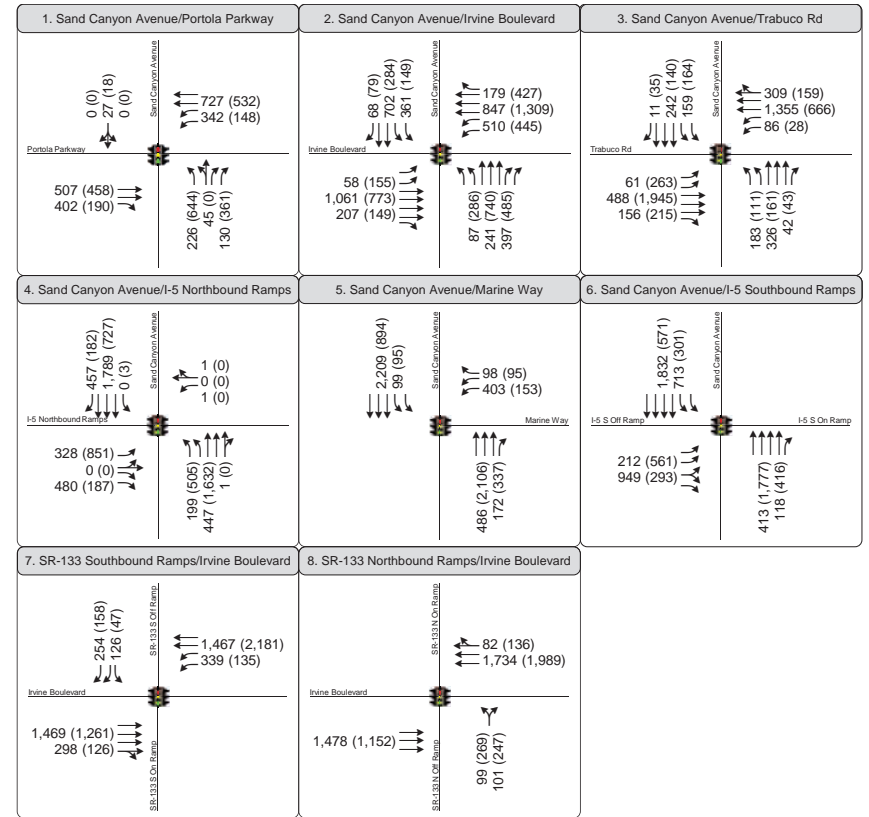 1. Sand Canyon Avenue/Portola Parkway
0 (0)
27 (18)
0 (0)
Sand Canyon Avenue
727 (532)
342 (148)
Portola Parkway
507 (458)
402 (190)
226 (644)
45 (0)
130 (361)
2. Sand Canyon Avenue/Irvine Boulevard
68 (79)
702 (284)
361 (149)
Sand Canyon Avenue
179 (427)
847 (1,309)
510 (445)
Irvine Boulevard
58 (155)
1,061 (773)
207 (149)
87 (286)
241 (740)
397 (485)
3. Sand Canyon Avenue/Trabuco Rd
11 (35)
242 (140)
159 (164)
Sand Canyon Avenue
309 (159)
1,355 (666)
86 (28)
Trabuco Rd
61 (263)
488 (1,945)
156 (215)
183 (111)
326 (161)
42 (43)
4. Sand Canyon Avenue/I-5 Northbound Ramps
457 (182)
1,789 (727)
0 (3)
Sand Canyon Avenue
1 (0)
0 (0)
1 (0)
I-5 Northbound Ramps
328 (851)
0 (0)
480 (187)
199 (505)
447 (1,632)
1 (0)
5. Sand Canyon Avenue/Marine Way
2,209 (894)
99 (95)
Sand Canyon Avenue
98 (95)
403 (153)
Marine Way
486 (2,106)
172 (337)
6. Sand Canyon Avenue/I-5 Southbound Ramps
1,832 (571)
713 (301)
Sand Canyon Avenue
I-5 S Off Ramp
I-5 S On Ramp
212 (561)
949 (293)
413 (1,777)
118 (416)
7. SR-133 Southbound Ramps/Irvine Boulevard
254 (158)
126 (47)
SR-133 S Off Ramp
1,467 (2,181)
339 (135)
Irvine Boulevard
1,469 (1,261)
298 (126)
SR-133 S On Ramp
8. SR-133 Northbound Ramps/Irvine Boulevard
SR-133 N On Ramp
82 (136)
1,734 (1,989)
Irvine Boulevard
1,478 (1,152)
SR-133 N Off Ramp
99 (269)
101 (247)